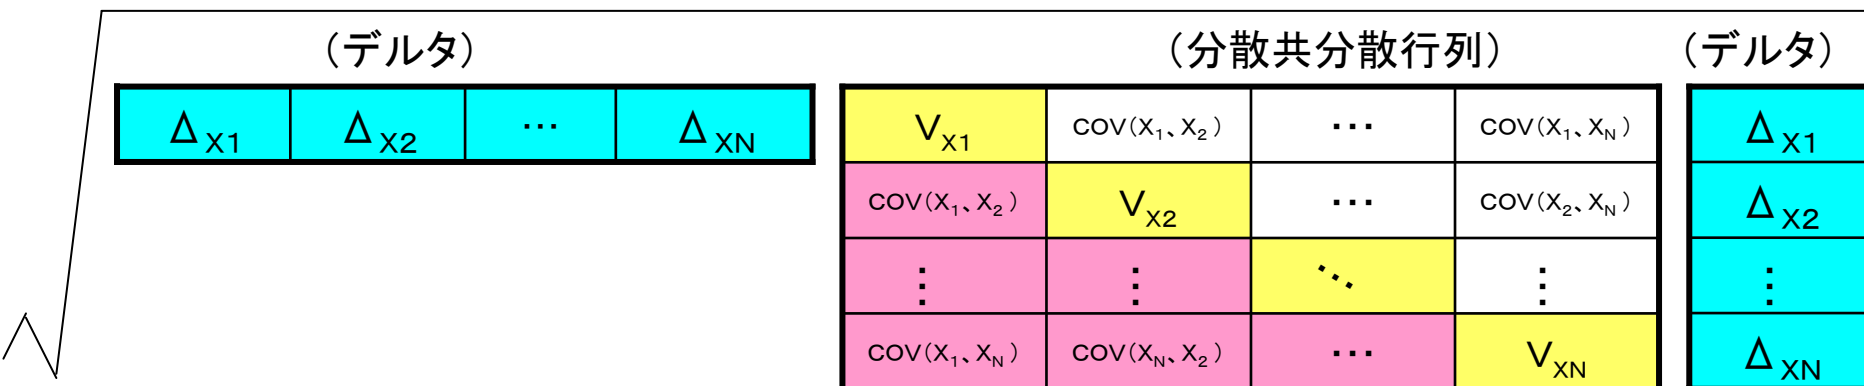 (デルタ) (分散共分散行列) (デルタ)
ΔX1 ΔX2 … ΔXN VX1 COV(X1、X2) … COV(X1、XN) ΔX1
COV(X1、X2) VX2 … COV(X2、XN) ΔX2
⋮ ⋮ ⋱ ⋮ ⋮
COV(X1、XN) COV(XN、X2) … VXN ΔXN